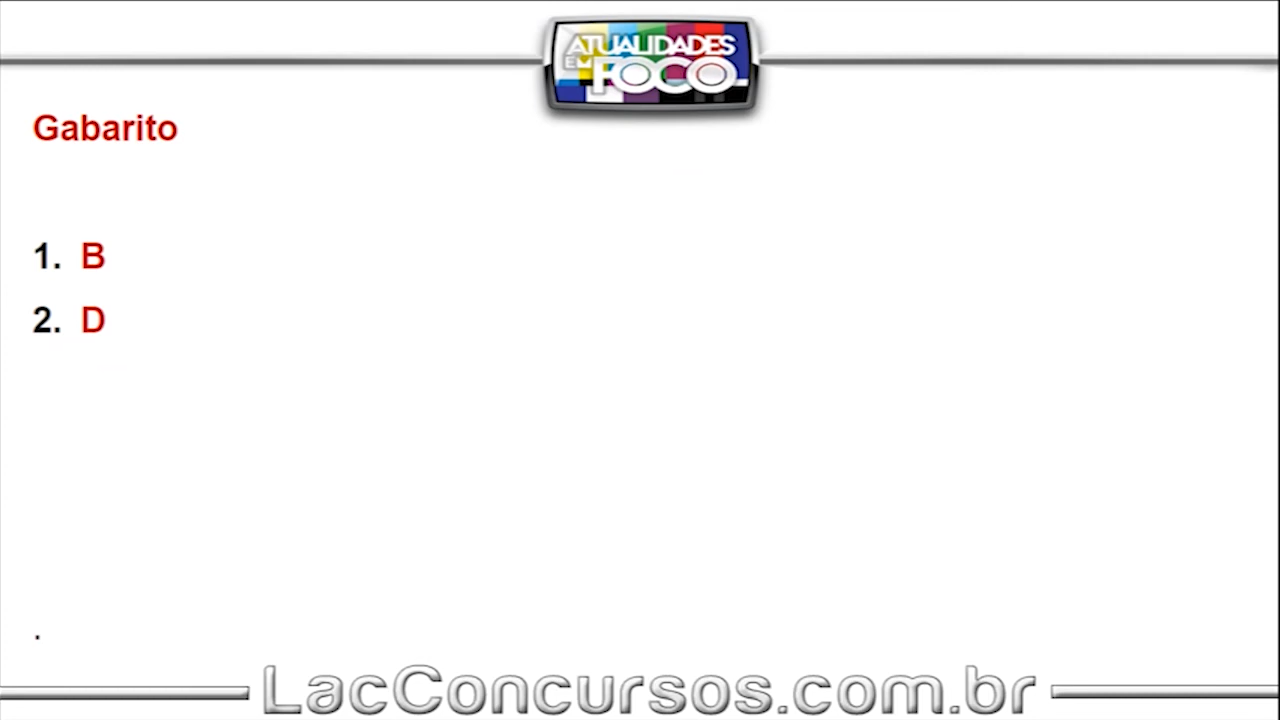 ATUALIDADES
EM FOCO
Gabarito
1. B
2. D
.
LacConcursos.com.br